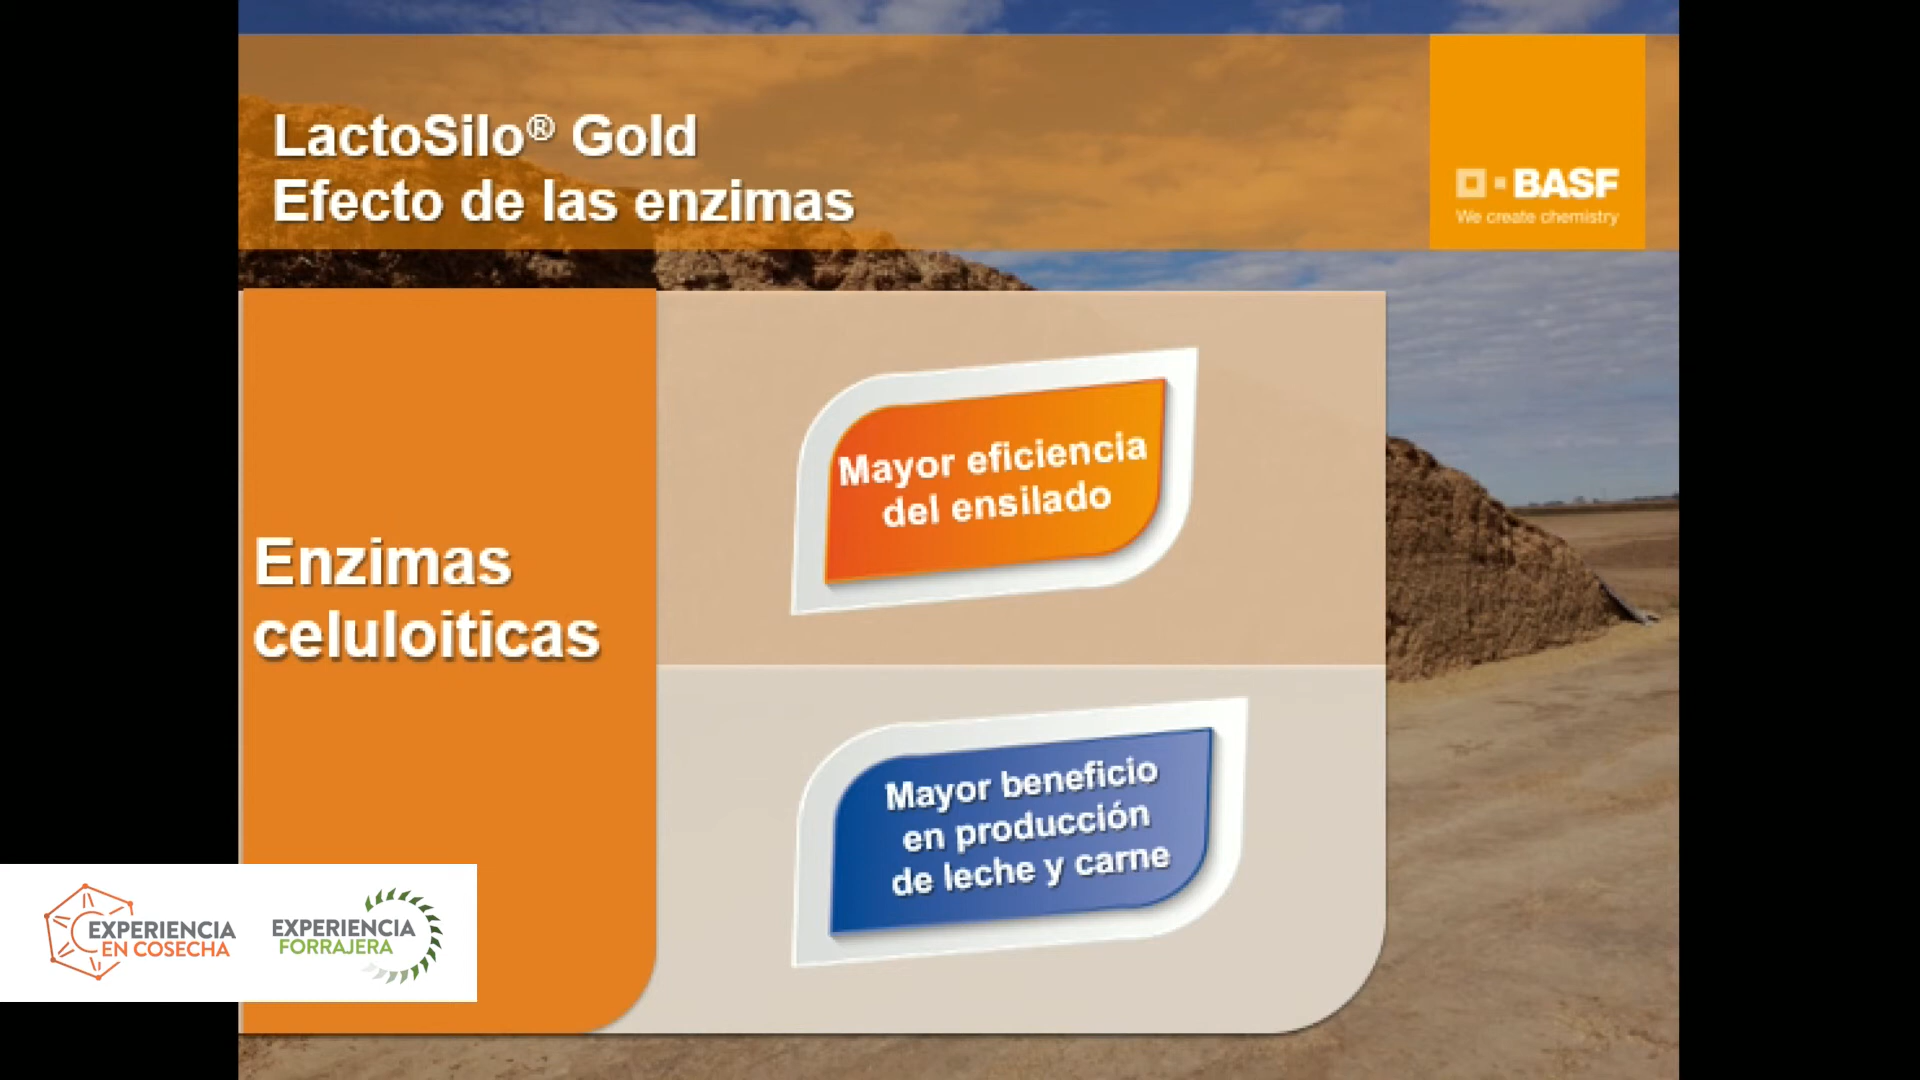 LactoSilo® Gold
Efecto de las enzimas
BASF
We create chemistry
Enzimas
celuloiticas
Mayor eficiencia
del ensilado
Mayor beneficio
en producción
de leche y carne
EXPERIENCIA
EN COSECHA
EXPERIENCIA
FORRAJERA